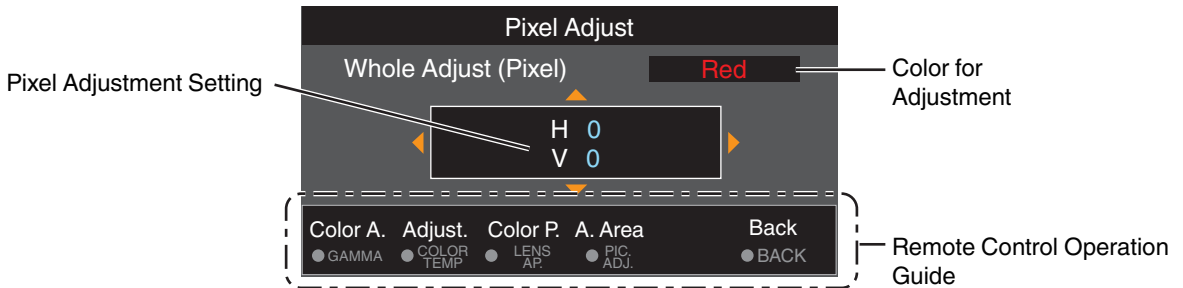 Pixel Adjust
Whole Adjust (Pixel) Red
Pixel Adjustment Setting
Color for
Adjustment
H 0
V 0
Color A. Adjust. Color P. A. Area Back
GAMMA COLOR TEMP LENS AP. PIC. ADJ. BACK
Remote Control Operation
Guide